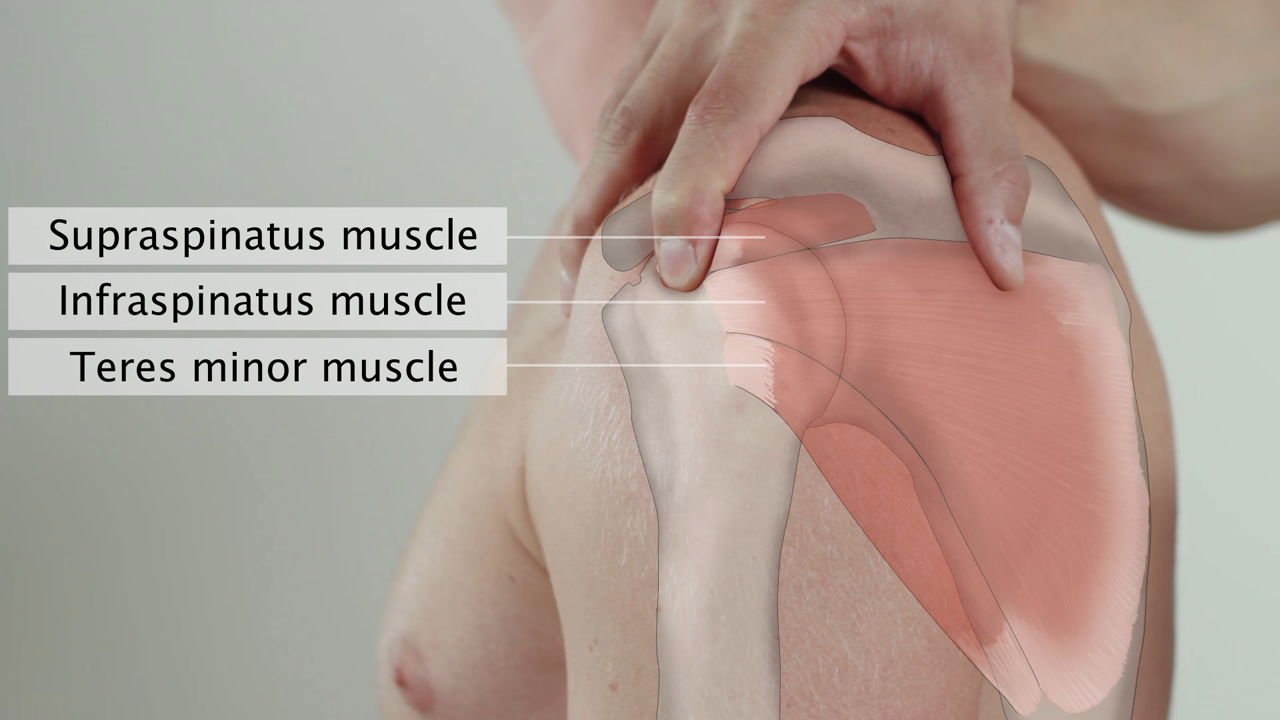 Supraspinatus muscle
Infraspinatus muscle
Teres minor muscle